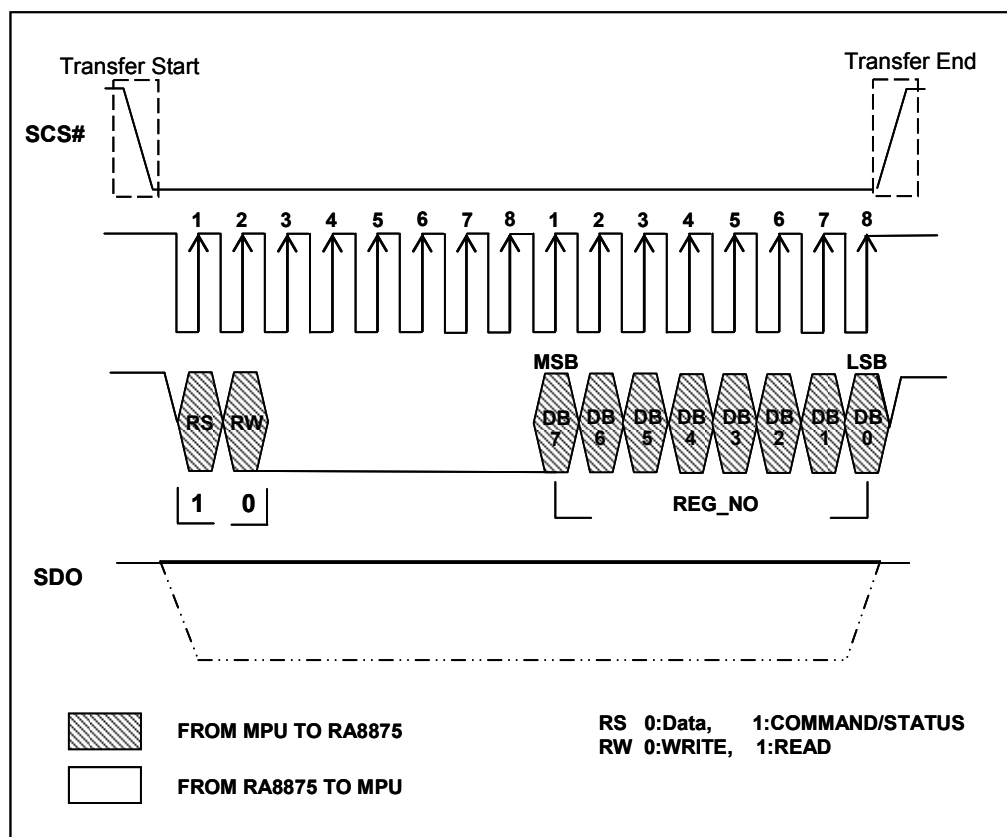 Transfer Start
Transfer End
SCS#
1 2 3 4 5 6 7 8 1 2 3 4 5 6 7 8
MSB LSB
RS RW DB 7 DB 6 DB 5 DB 4 DB 3 DB 2 DB 1 DB 0
1 0 REG_NO
SDO
FROM MPU TO RA8875
RS 0:Data, 1:COMMAND/STATUS
RW 0:WRITE, 1:READ
FROM RA8875 TO MPU